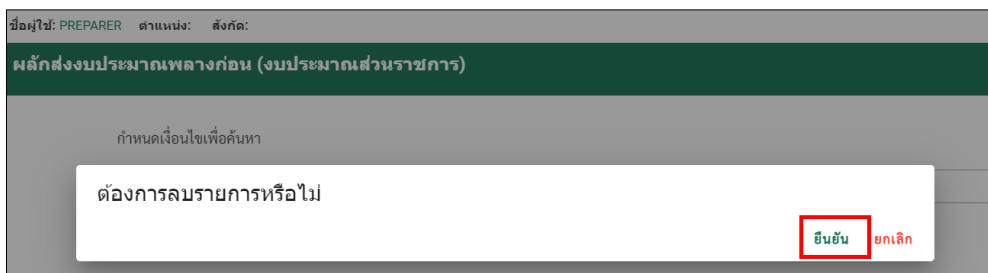 ชื่อผู้ใช้: PREPARER ตำแหน่ง: สังกัด:
ผลักส่งงบประมาณพลางก่อน (งบประมาณส่วนราชการ)
กำหนดเงื่อนไขเพื่อค้นหา
ต้องการลบรายการหรือไม่
ยืนยัน ยกเลิก